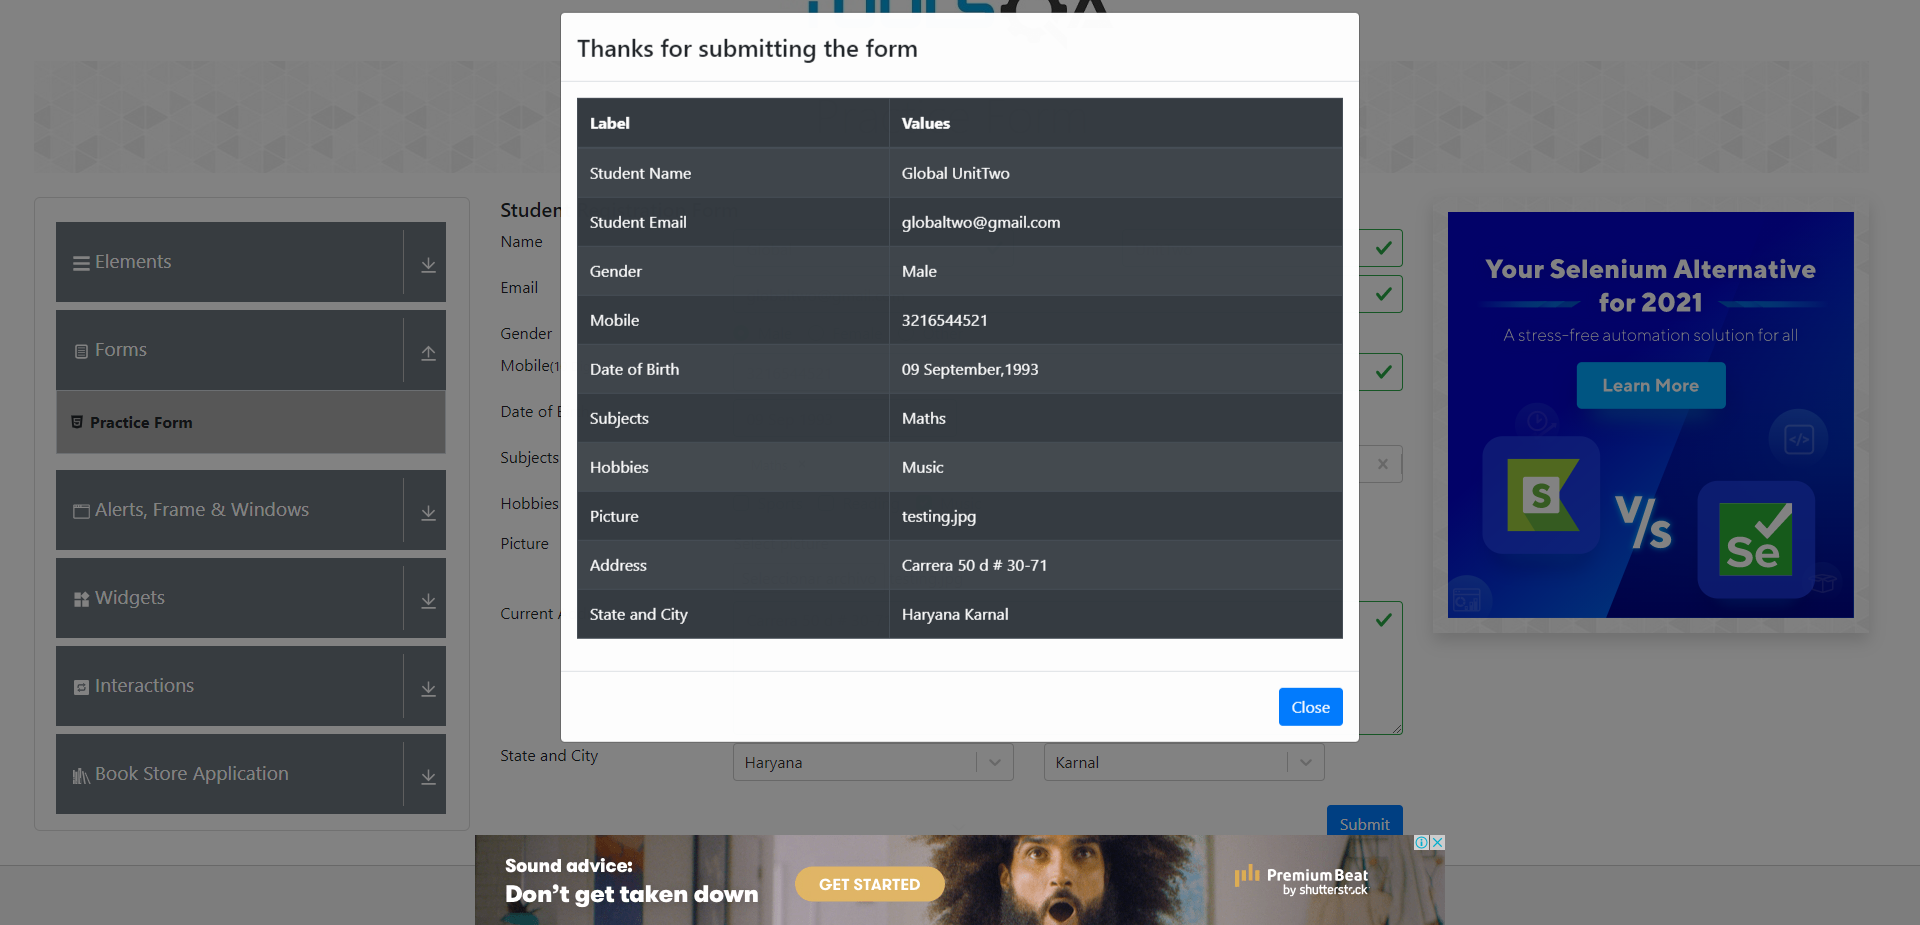 Thanks for submitting the form
Label Values
Student Name Global UnitTwo
Student Email globaltwo@gmail.com
Gender Male
Mobile 3216544521
Date of Birth 09 September,1993
Subjects Maths
Hobbies Music
Picture testing.jpg
Address Carrera 50 d # 30-71
State and City Haryana Karnal
Close
Elements
Forms
Practice Form
Alerts, Frame & Windows
Widgets
Interactions
Book Store Application
Studen
Name
Email
Gender
Mobile(1
Date of B
Subjects
Hobbies
Picture
Current A
State and City Haryana Karnal
Submit
Your Selenium Alternative
for 2021
A stress-free automation solution for all
Learn More
S
V/s
Se
Sound advice:
Don't get taken down
GET STARTED
PremiumBeat
by shutterstock